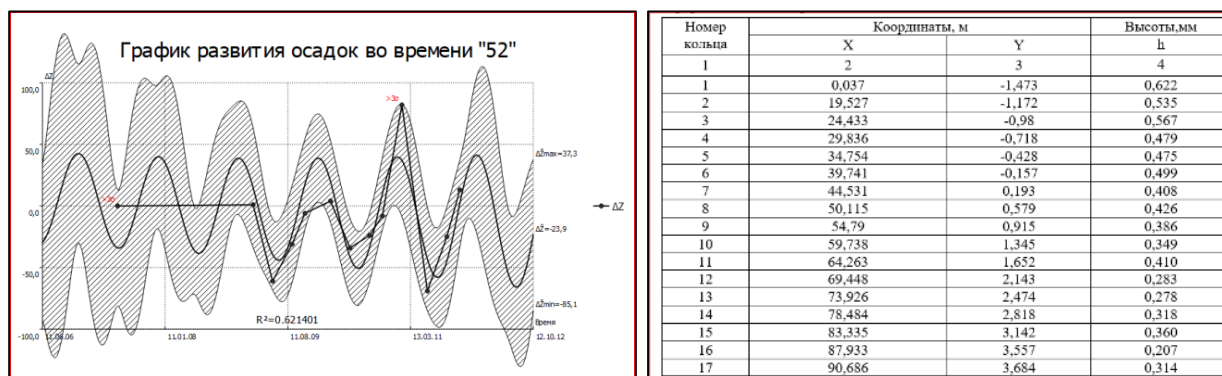 График развития осадок во времени "52"
ΔZ
100,0
50,0
0,0
-50,0
-100,0
>3σ
>3σ
ΔẐmax=37,3
ΔẐ=-23,9
ΔẐmin=-85,1
ΔZ
R²=0.621401
Время
11.01.08
11.08.09
13.03.11
12.10.12
Номер кольца Координаты, м Высоты,мм
X Y h
1 2 3 4
1 0,037 -1,473 0,622
2 19,527 -1,172 0,535
3 24,433 -0,98 0,567
4 29,836 -0,718 0,479
5 34,754 -0,428 0,475
6 39,741 -0,157 0,499
7 44,531 0,193 0,408
8 50,115 0,579 0,426
9 54,79 0,915 0,386
10 59,738 1,345 0,349
11 64,263 1,652 0,410
12 69,448 2,143 0,283
13 73,926 2,474 0,278
14 78,484 2,818 0,318
15 83,335 3,142 0,360
16 87,933 3,557 0,207
17 90,686 3,684 0,314